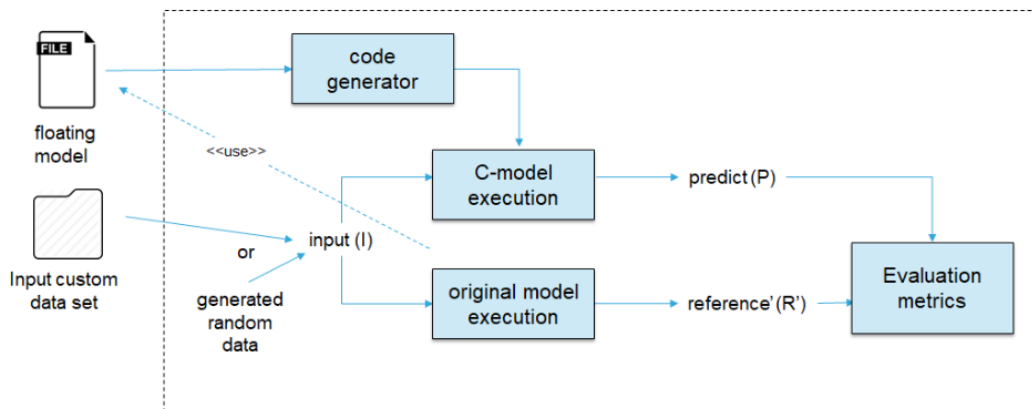 FILE
floating
model
code
generator
<<use>>
C-model
execution
predict (P)
Input custom
data set
or
input (I)
generated
random
data
original model
execution
reference' (R')
Evaluation
metrics